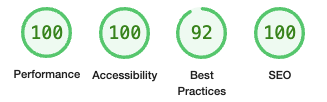 100 100 92 100
Performance Accessibility Best Practices SEO